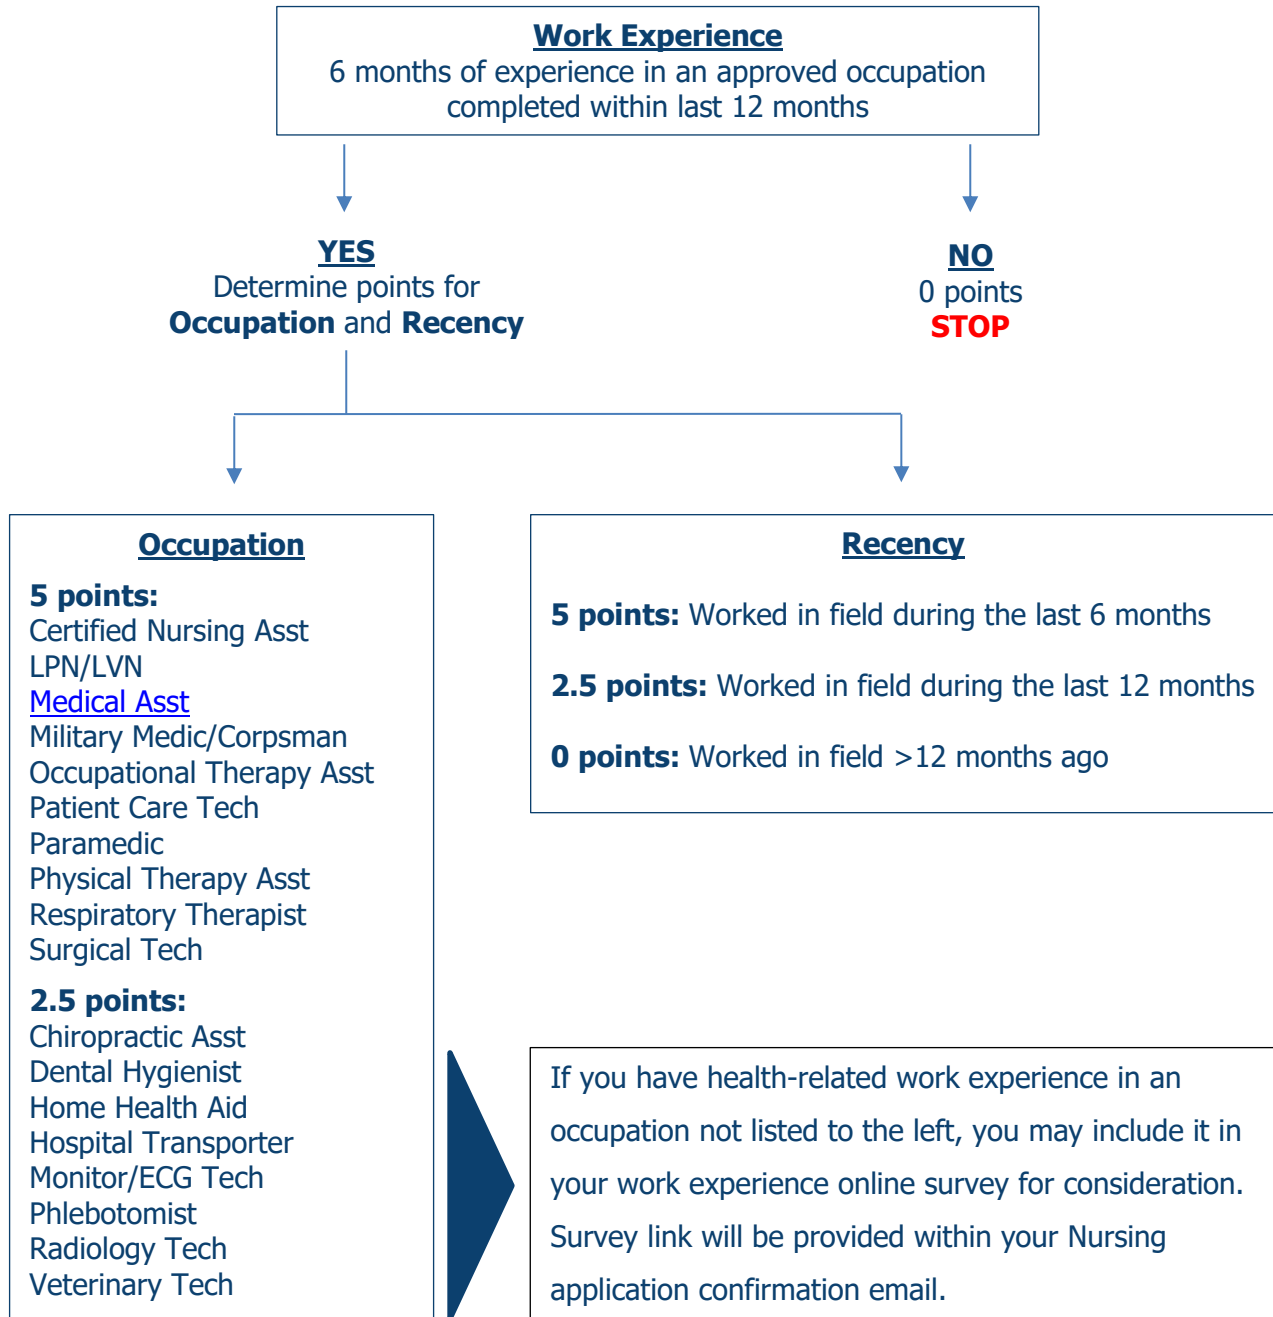 Work Experience
6 months of experience in an approved occupation
completed within last 12 months
YES
Determine points for
Occupation and Recency
NO
0 points
STOP
Occupation
5 points:
Certified Nursing Asst
LPN/LVN
Medical Asst
Military Medic/Corpsman
Occupational Therapy Asst
Patient Care Tech
Paramedic
Physical Therapy Asst
Respiratory Therapist
Surgical Tech
2.5 points:
Chiropractic Asst
Dental Hygienist
Home Health Aid
Hospital Transporter
Monitor/ECG Tech
Phlebotomist
Radiology Tech
Veterinary Tech
Recency
5 points: Worked in field during the last 6 months
2.5 points: Worked in field during the last 12 months
0 points: Worked in field >12 months ago
If you have health-related work experience in an
occupation not listed to the left, you may include it in
your work experience online survey for consideration.
Survey link will be provided within your Nursing
application confirmation email.